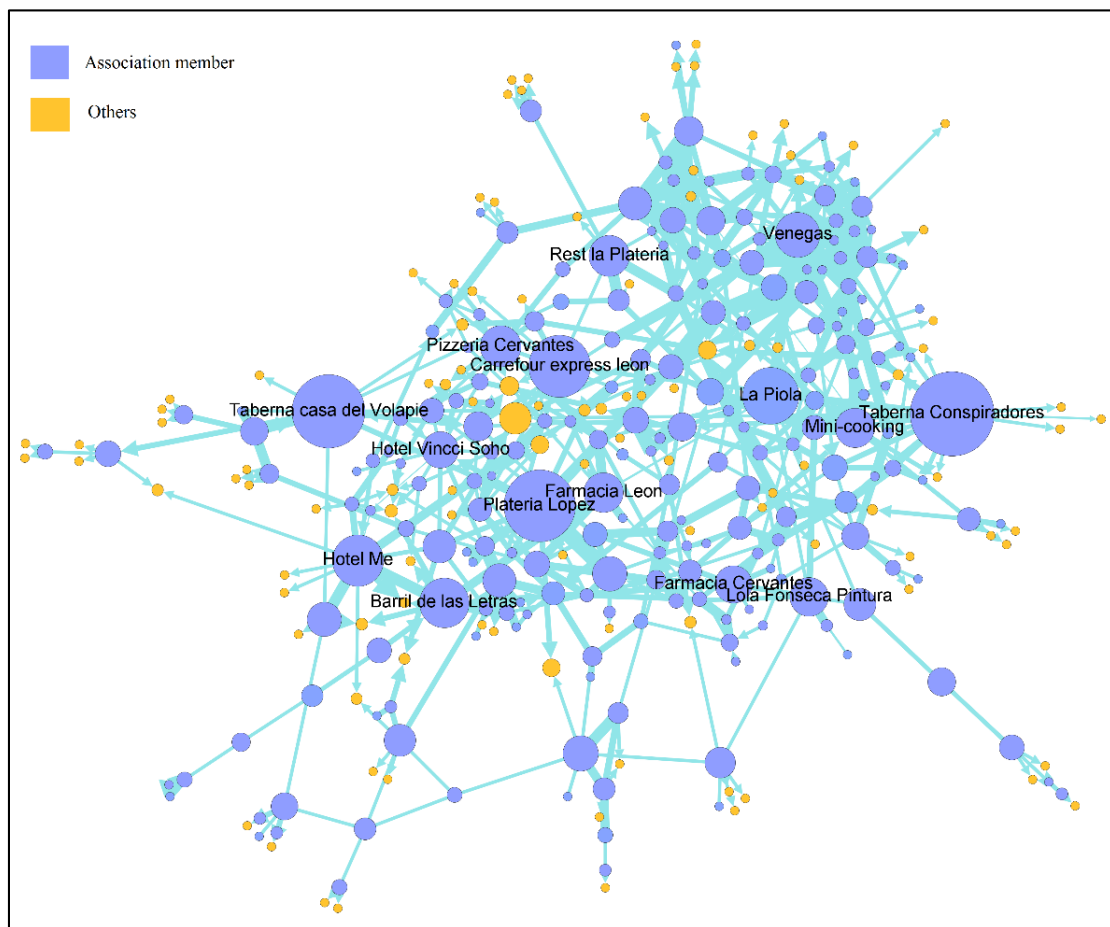 Association member
Others
Venegas
Rest la Plateria
Pizzeria Cervantes
Carrefour express leon
La Piola
Taberna casa del Volapie
Taberna Conspiradores
Mini-cooking
Hotel Vincci Soho
Farmacia Leon
Plateria Lopez
Hotel Me
Farmacia Cervantes
Lola Fonseca Pintura
Barril de las Letras